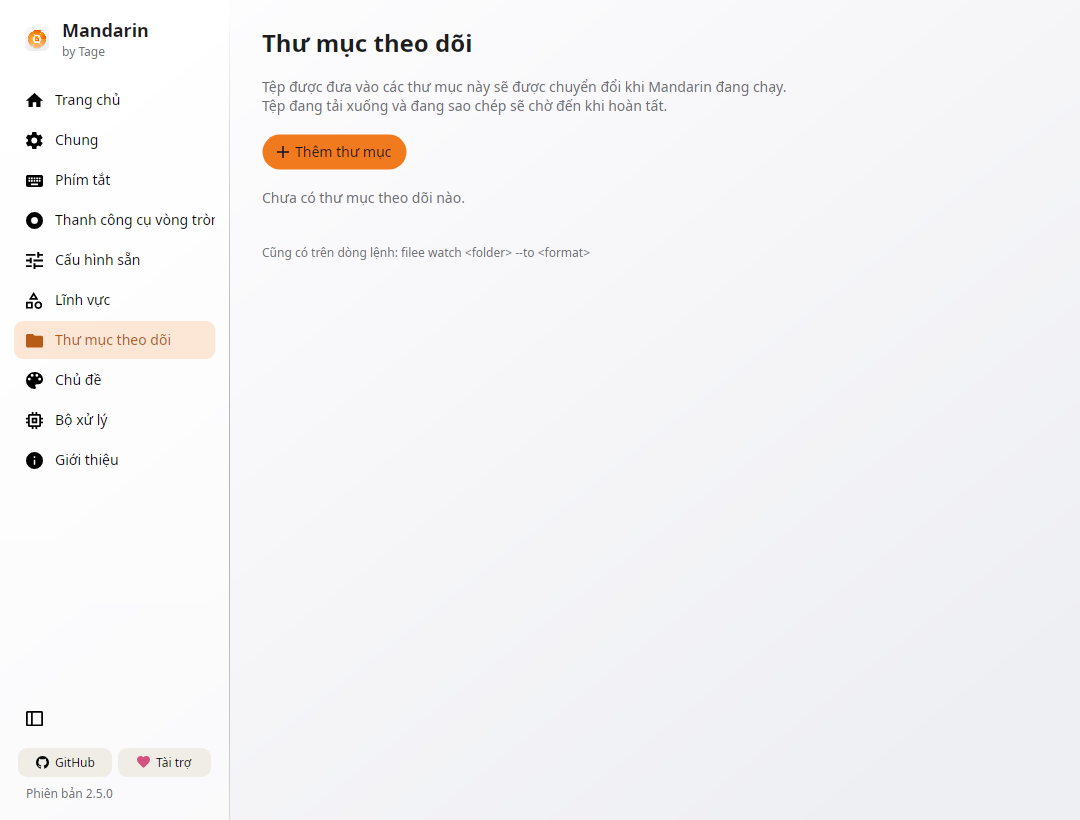 Mandarin
by Tage
Trang chủ
Chung
Phím tắt
Thanh công cụ vòng tròn
Cấu hình sẵn
Lĩnh vực
Thư mục theo dõi
Chủ đề
Bộ xử lý
Giới thiệu
GitHub
Tài trợ
Phiên bản 2.5.0
Thư mục theo dõi
Tệp được đưa vào các thư mục này sẽ được chuyển đổi khi Mandarin đang chạy.
Tệp đang tải xuống và đang sao chép sẽ chờ đến khi hoàn tất.
Thêm thư mục
Chưa có thư mục theo dõi nào.
Cũng có trên dòng lệnh: filee watch <folder> --to <format>